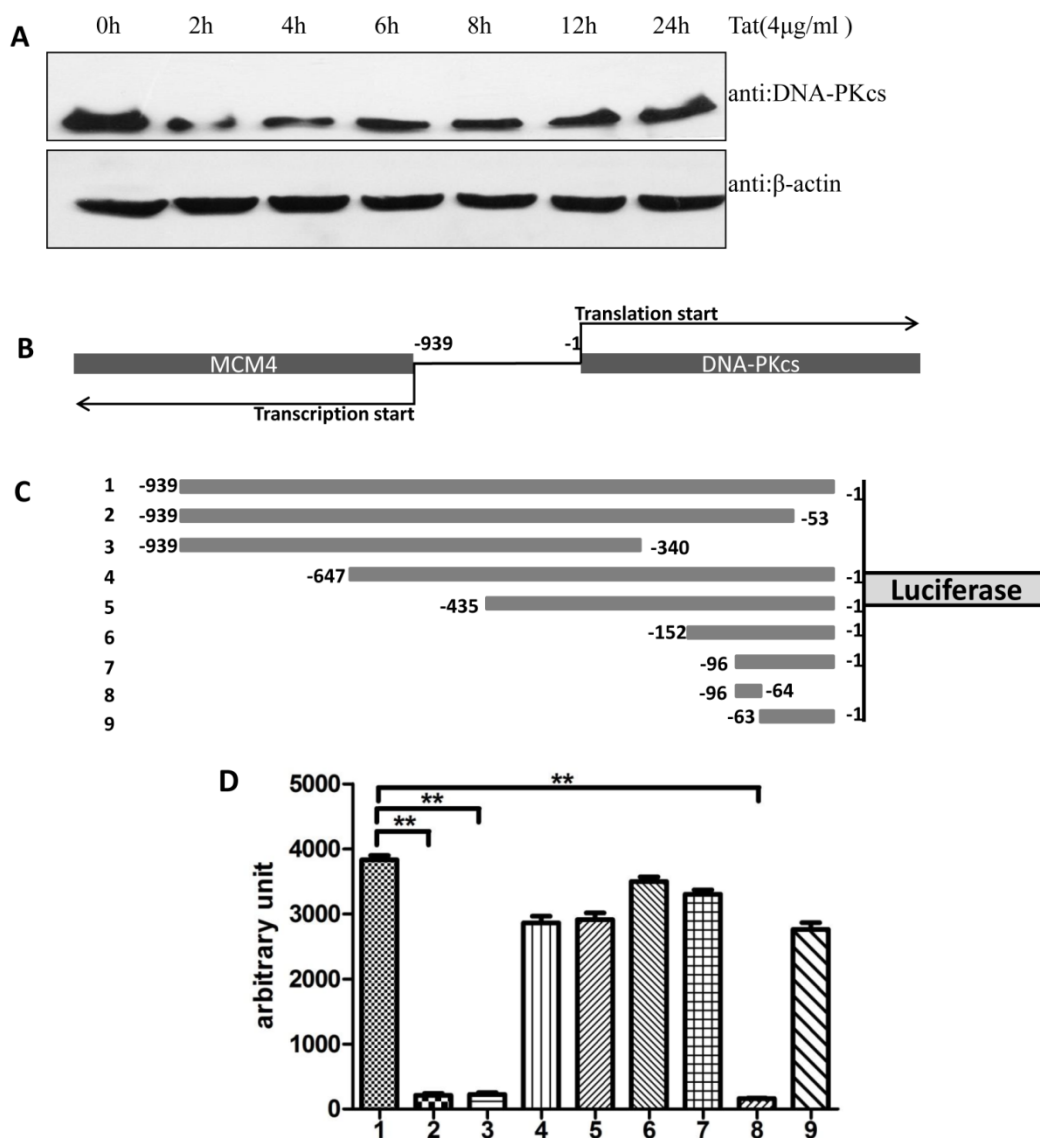 A
0h 2h 4h 6h 8h 12h 24h Tat(4μg/ml )
anti:DNA-PKcs
anti:β-actin
B
Translation start
-939 -1
MCM4 DNA-PKcs
Transcription start
C
1 -939 -1
2 -939 -53
3 -939 -340
4 -647 -1
5 -435 -1
Luciferase
6 -152 -1
7 -96 -1
8 -96 -64
9 -63 -1
D
**
**
**
arbitrary unit
5000
4000
3000
2000
1000
0
1 2 3 4 5 6 7 8 9